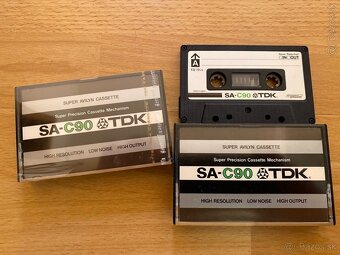 SUPER AVILYN CASSETTE
Super Precision Cassette Mechanism
SA-C90 TDK
HIGH RESOLUTION LOW NOISE HIGH OUTPUT
A
IN OUT
SA-C90 TDK
SUPER AVILYN CASSETTE
Super Precision Cassette Mechanism
SA-C90 TDK
HIGH RESOLUTION LOW NOISE HIGH OUTPUT